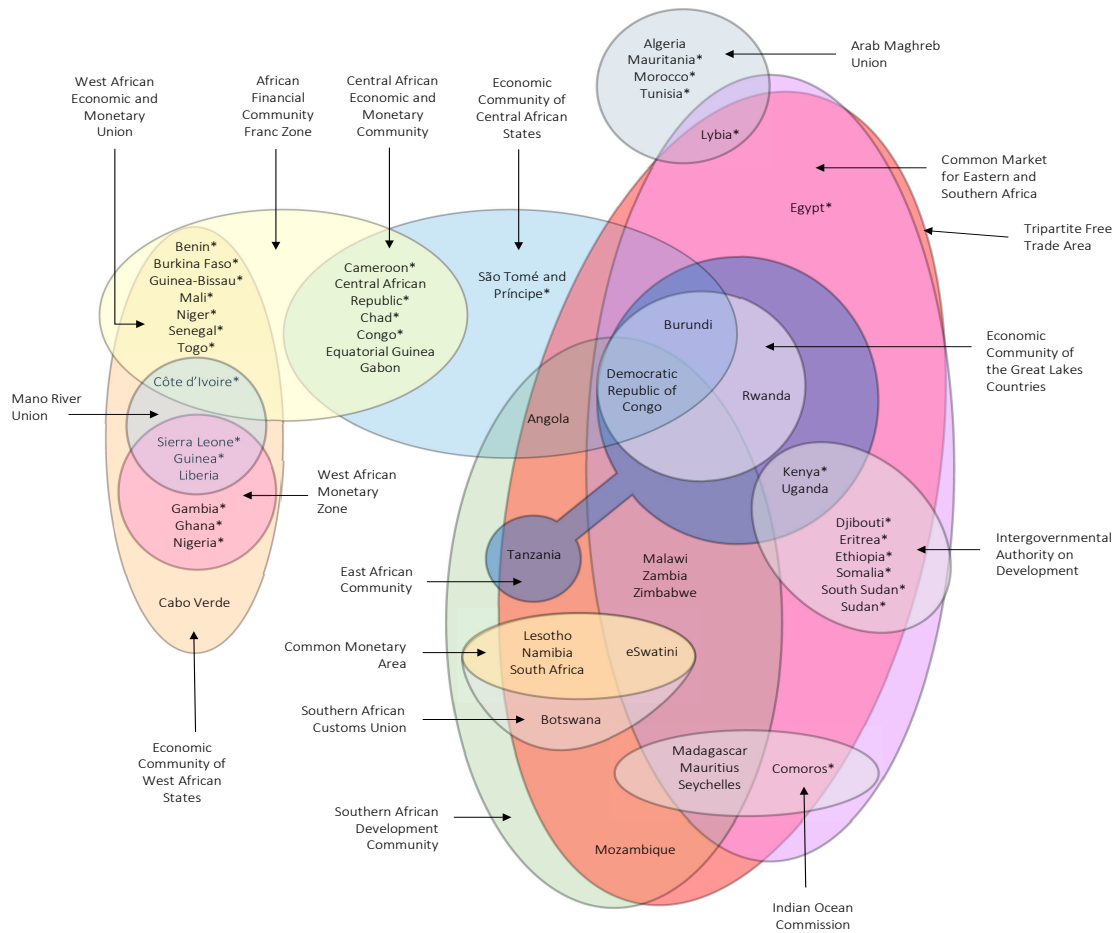 Algeria
Mauritania*
Morocco*
Tunisia*
Lybia*
Arab Maghreb
Union
West African
Economic and
Monetary
Union
African
Financial
Community
Franc Zone
Central African
Economic and
Monetary
Community
Economic
Community of
Central African
States
Common Market
for Eastern and
Southern Africa
Egypt*
Tripartite Free
Trade Area
Benin*
Burkina Faso*
Guinea-Bissau*
Mali*
Niger*
Senegal*
Togo*
Cameroon*
Central African
Republic*
Chad*
Congo*
Equatorial Guinea
Gabon
São Tomé and
Príncipe*
Burundi
Economic
Community of
the Great Lakes
Countries
Côte d'Ivoire*
Mano River
Union
Democratic
Republic of
Congo
Rwanda
Angola
Sierra Leone*
Guinea*
Liberia
West African
Monetary
Zone
Kenya*
Uganda
Gambia*
Ghana*
Nigeria*
Djibouti*
Eritrea*
Ethiopia*
Somalia*
South Sudan*
Sudan*
Intergovernmental
Authority on
Development
Tanzania
East African
Community
Malawi
Zambia
Zimbabwe
Cabo Verde
Common Monetary
Area
Lesotho
Namibia
South Africa
eSwatini
Southern African
Customs Union
Botswana
Economic
Community of
West African
States
Madagascar
Mauritius
Seychelles
Comoros*
Southern African
Development
Community
Mozambique
Indian Ocean
Commission